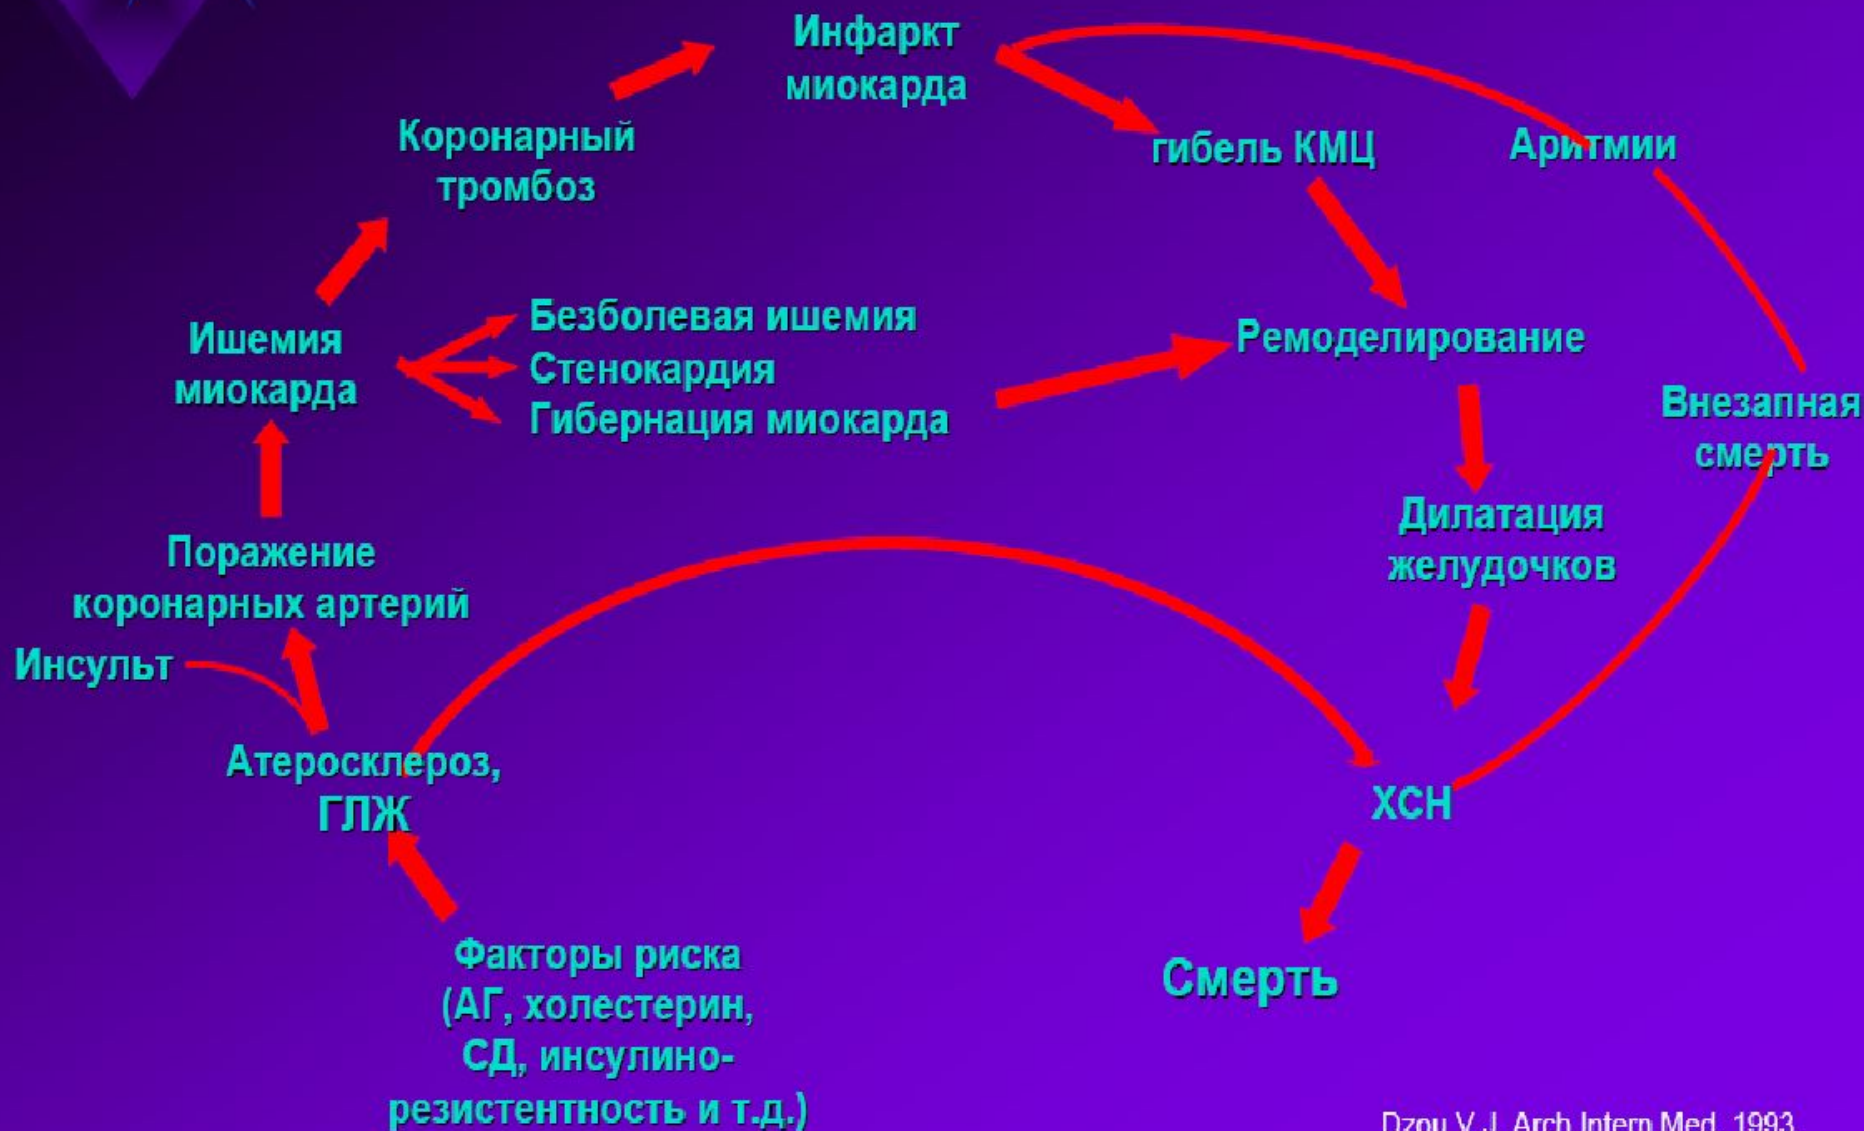 Инфаркт
миокарда
Коронарный
тромбоз
гибель КМЦ
Аритмии
Ишемия
миокарда
Безболевая ишемия
Стенокардия
Гибернация миокарда
Ремоделирование
Внезапная
смерть
Дилатация
желудочков
Поражение
коронарных артерий
Инсульт
Атеросклероз,
ГЛЖ
ХСН
Факторы риска
(АГ, холестерин,
СД, инсулино-
резистентность и т.д.)
Смерть
Dzou V.J. Arch Intern Med. 1993